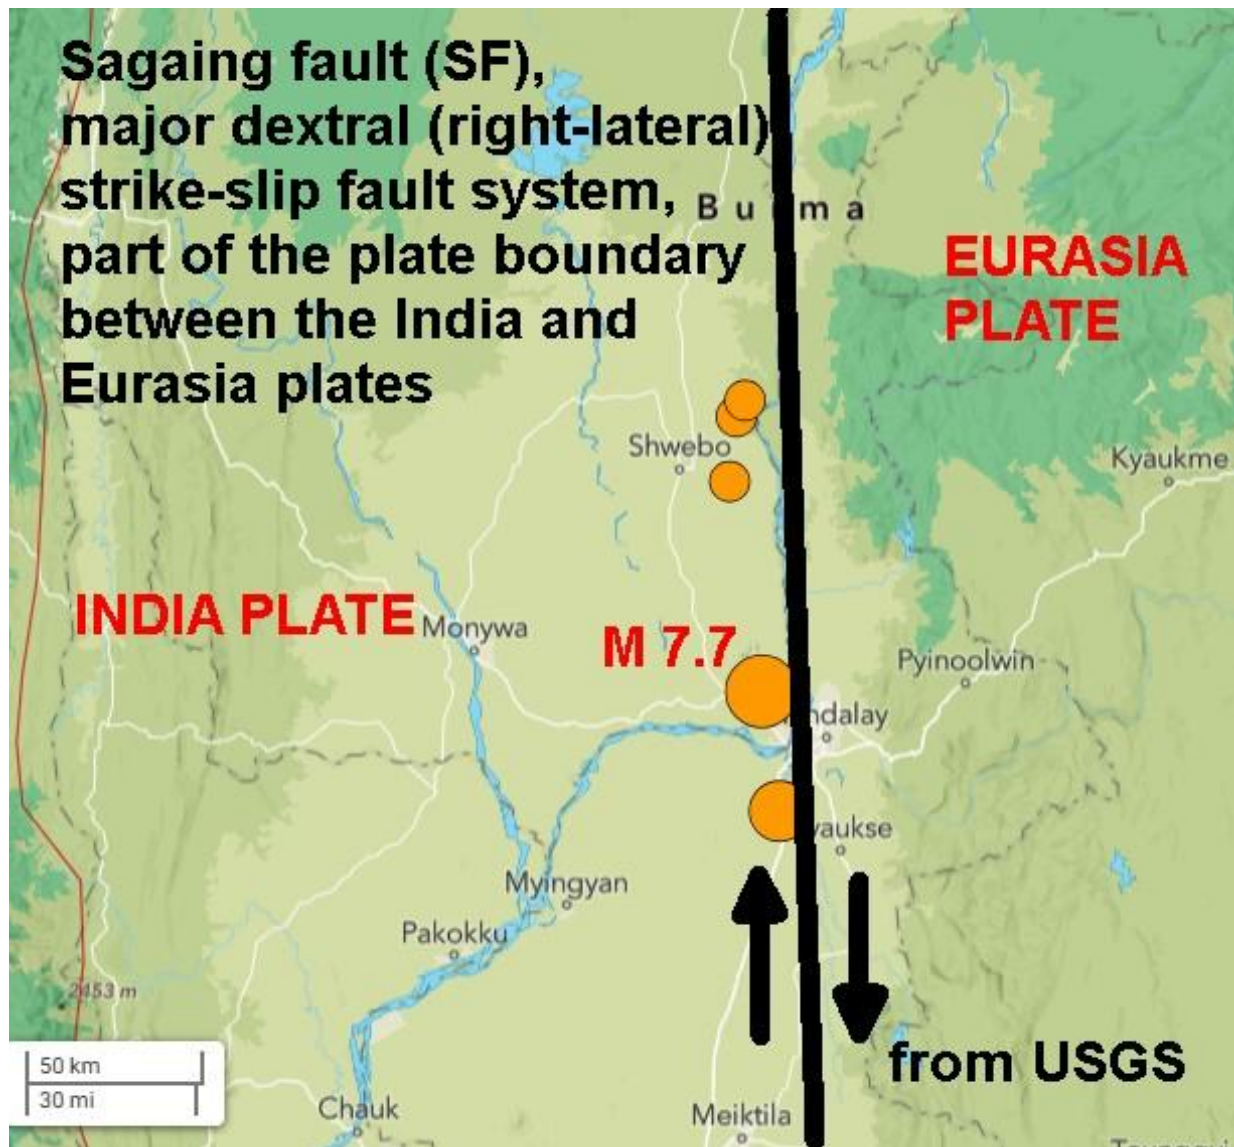 Sagaing fault (SF),
major dextral (right-lateral)
strike-slip fault system,
part of the plate boundary
between the India and
Eurasia plates
EURASIA
PLATE
Shwebo
Kyaukme
INDIA PLATE
Monywa
M 7.7
Pyinoolwin
ndalay
yaukse
Myingyan
Pakokku
2453 m
50 km
30 mi
from USGS
Chauk
Meiktila